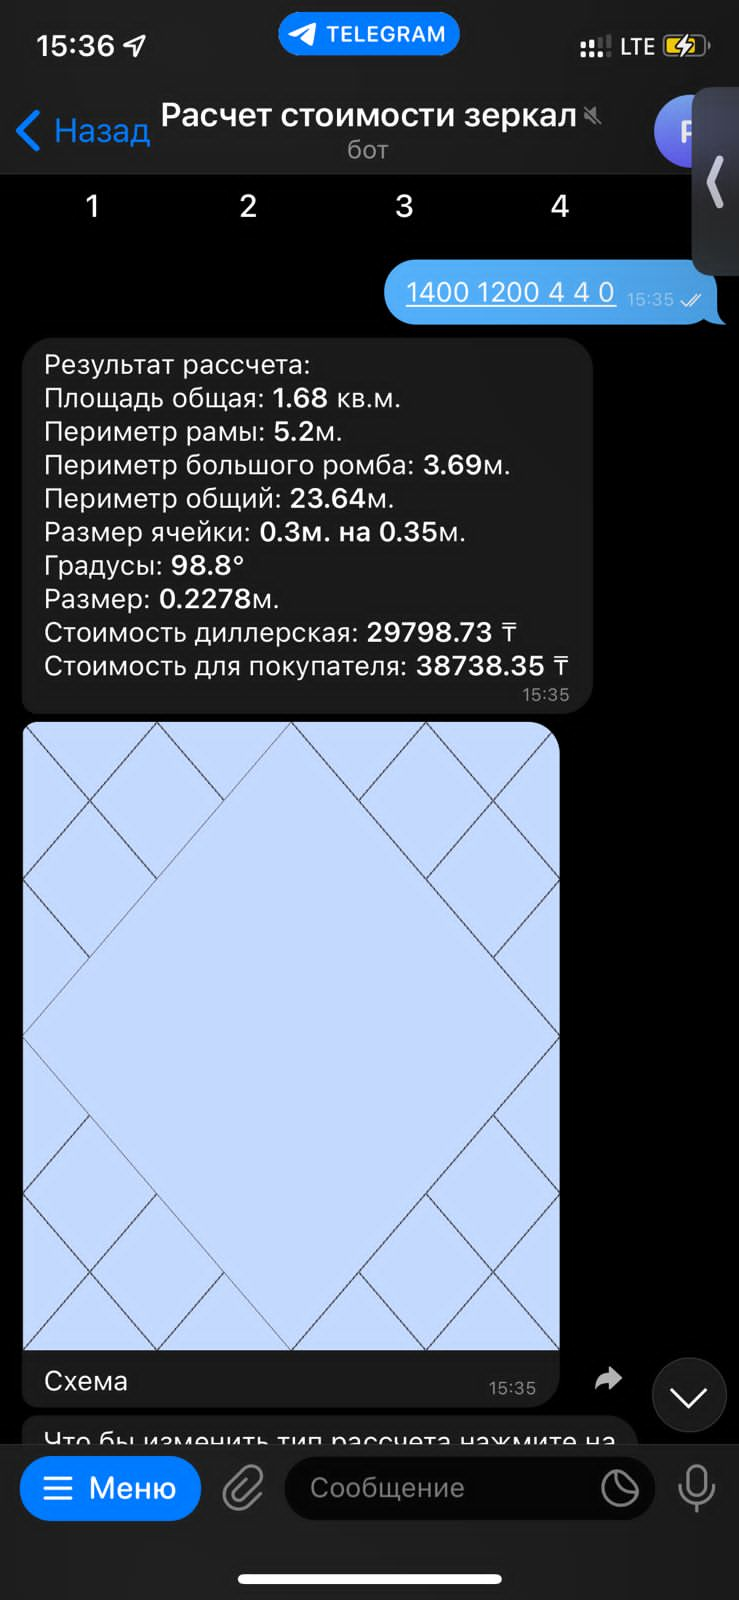 15:36
TELEGRAM
LTE
Назад
Расчет стоимости зеркал
бот
1 2 3 4
1400 1200 4 4 0 15:35
Результат рассчета:
Площадь общая: 1.68 кв.м.
Периметр рамы: 5.2м.
Периметр большого ромба: 3.69м.
Периметр общий: 23.64м.
Размер ячейки: 0.3м. на 0.35м.
Градусы: 98.8°
Размер: 0.2278м.
Стоимость диллерская: 29798.73 ₸
Стоимость для покупателя: 38738.35 ₸
15:35
Схема 15:35
Что бы изменить тип рассчета нажмите на
Меню
Сообщение